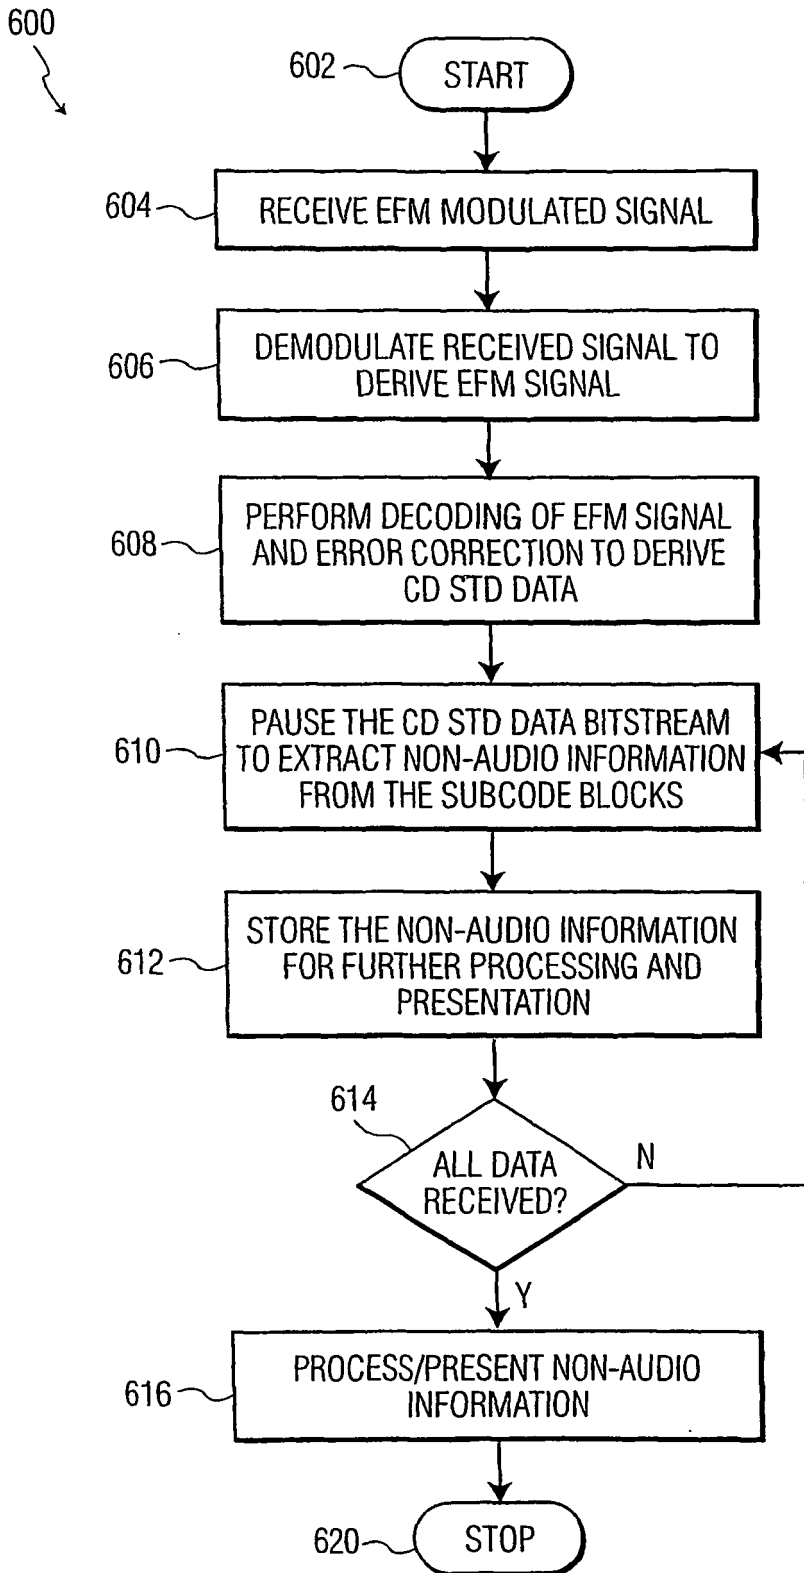 600
602
START
604
RECEIVE EFM MODULATED SIGNAL
606
DEMODULATE RECEIVED SIGNAL TO
DERIVE EFM SIGNAL
608
PERFORM DECODING OF EFM SIGNAL
AND ERROR CORRECTION TO DERIVE
CD STD DATA
610
PAUSE THE CD STD DATA BITSTREAM
TO EXTRACT NON-AUDIO INFORMATION
FROM THE SUBCODE BLOCKS
612
STORE THE NON-AUDIO INFORMATION
FOR FURTHER PROCESSING AND
PRESENTATION
614
ALL DATA
RECEIVED?
N
Y
616
PROCESS/PRESENT NON-AUDIO
INFORMATION
620
STOP